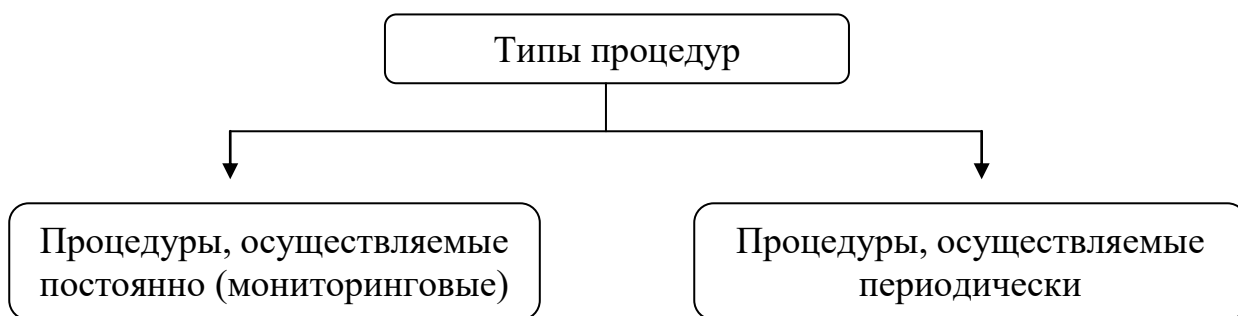 Типы процедур
Процедуры, осуществляемые
постоянно (мониторинговые)
Процедуры, осуществляемые
периодически